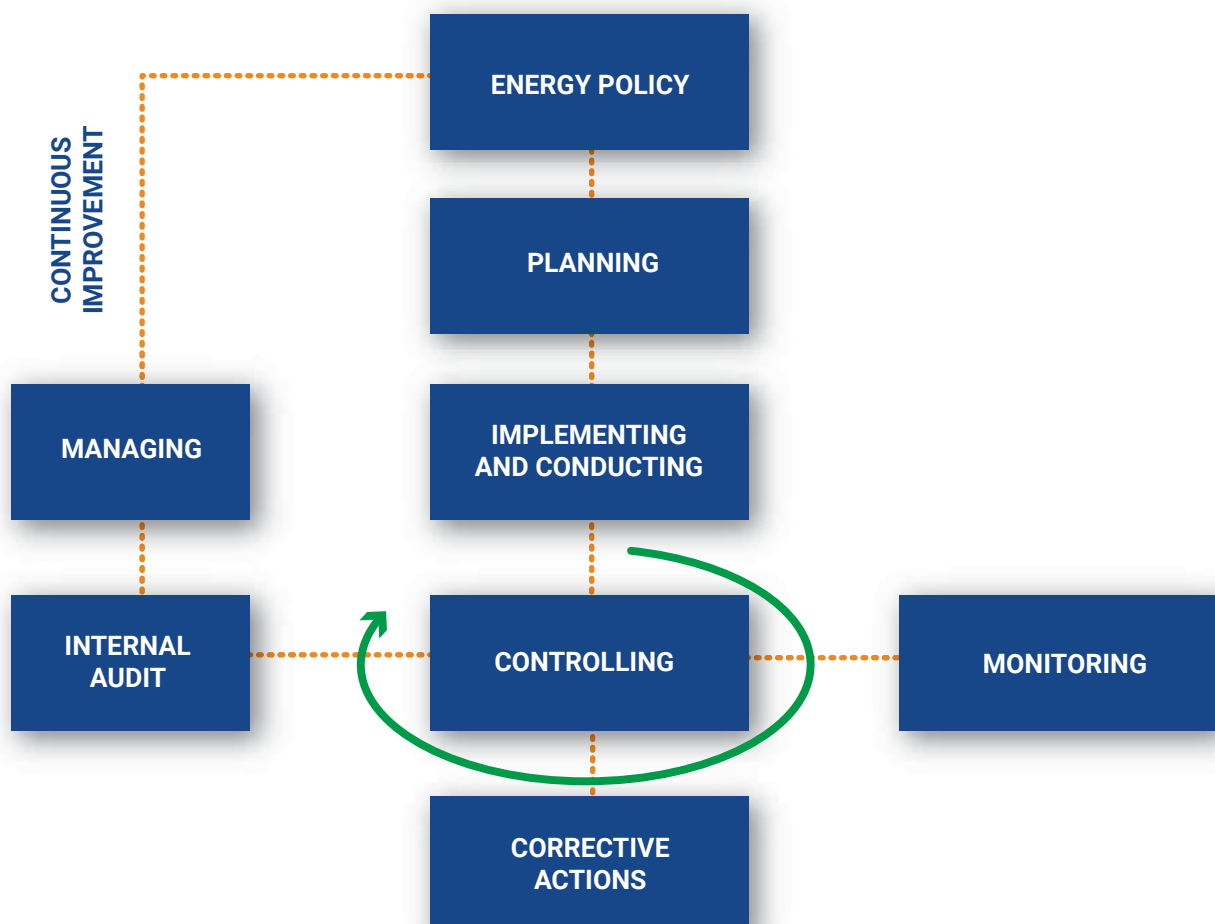 ENERGY POLICY
CONTINUOUS
IMPROVEMENT
PLANNING
MANAGING
IMPLEMENTING
AND CONDUCTING
INTERNAL
AUDIT
CONTROLLING
MONITORING
CORRECTIVE
ACTIONS